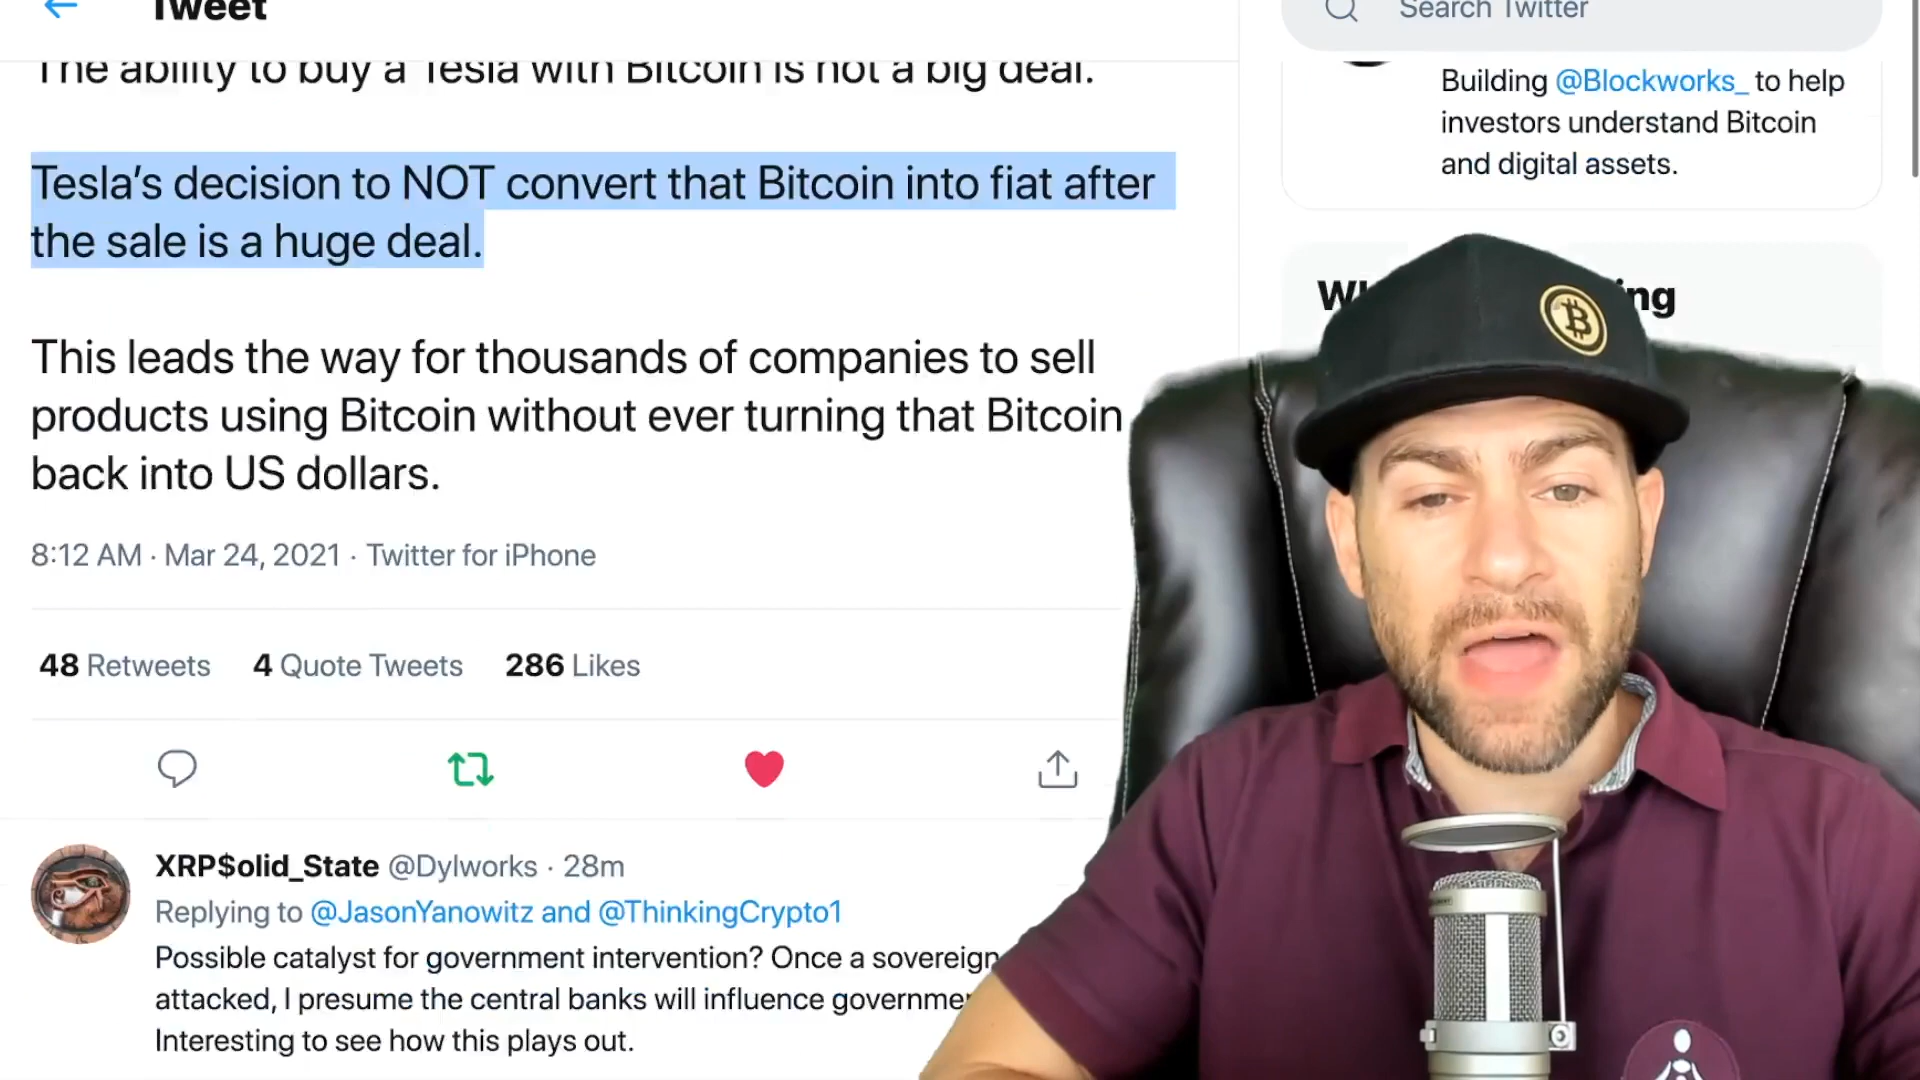 Tweet
Search Twitter
The ability to buy a Tesla with Bitcoin is not a big deal.
Building @Blockworks_ to help
investors understand Bitcoin
and digital assets.
Tesla’s decision to NOT convert that Bitcoin into fiat after
the sale is a huge deal.
This leads the way for thousands of companies to sell
products using Bitcoin without ever turning that Bitcoin
back into US dollars.
8:12 AM · Mar 24, 2021 · Twitter for iPhone
48 Retweets 4 Quote Tweets 286 Likes
XRP$olid_State @Dylworks · 28m
Replying to @JasonYanowitz and @ThinkingCrypto1
Possible catalyst for government intervention? Once a sovereign
attacked, I presume the central banks will influence
Interesting to see how this plays out.